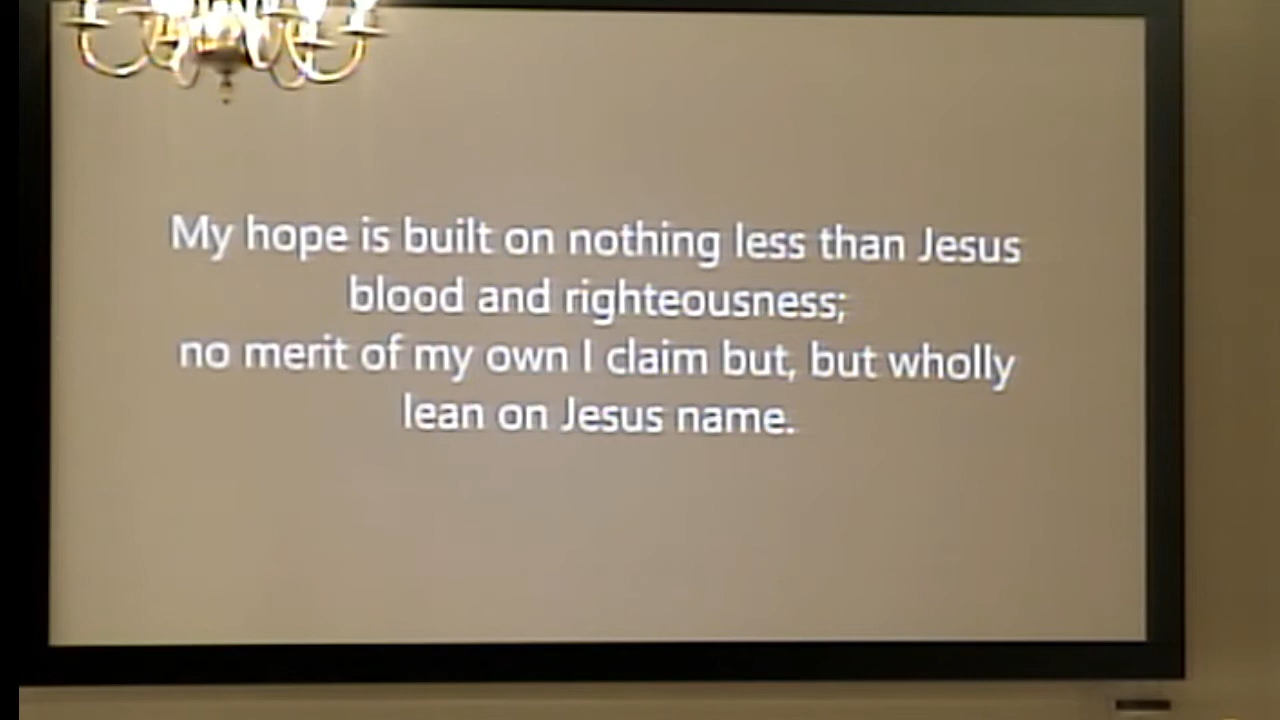 My hope is built on nothing less than Jesus
blood and righteousness;
no merit of my own I claim but, but wholly
lean on Jesus name.